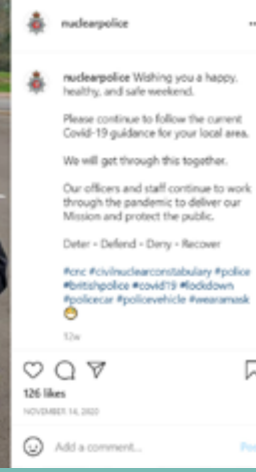 nuclearpolice
nuclearpolice Wishing you a happy,
healthy, and safe weekend.
Please continue to follow the current
Covid-19 guidance for your local area.
We will get through this together.
Our officers and staff continue to work
through the pandemic to deliver our
Mission and protect the public.
Deter - Defend - Deny - Recover
#cnc #civilnuclearconstabulary #police
#britishpolice #covid19 #lockdown
#policecar #policevehicle #wearamask
😷
12w
126 likes
NOVEMBER 14, 2020
Add a comment...